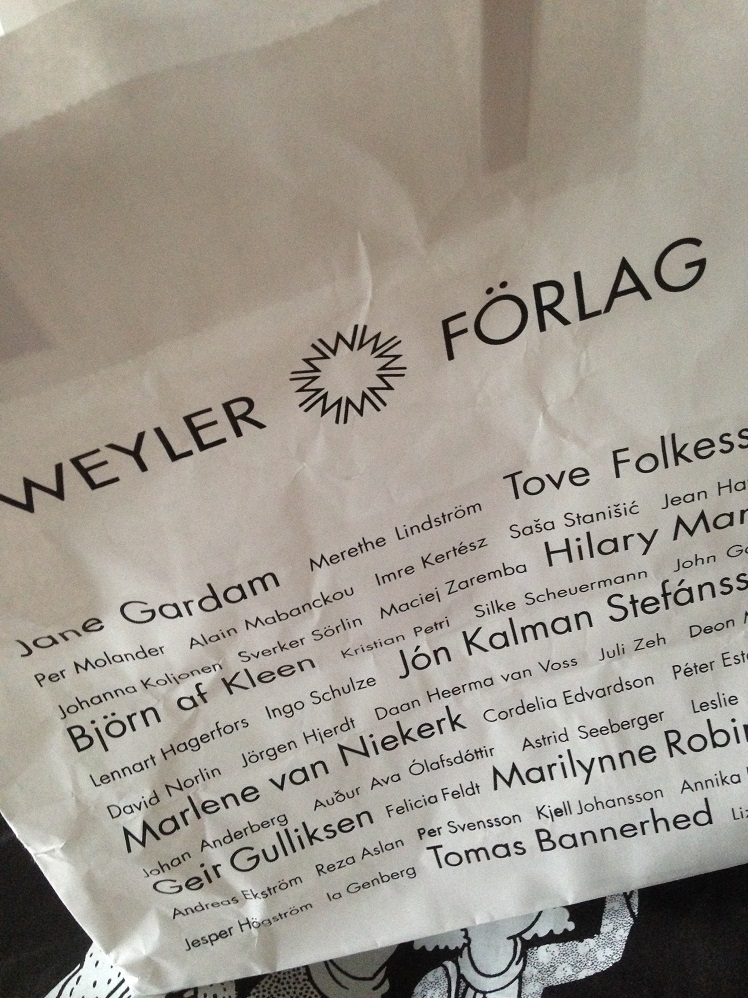 WEYLER FÖRLAG
Jane Gardam Merethe Lindström Tove Folkess
Per Molander Alain Mabanckou Imre Kertész Saša Stanišić Jean Ha
Johanna Koljonen Sverker Sörlin Maciej Zaremba Hilary Man
Björn af Kleen Kristian Petri Silke Scheuermann John
Lennart Hagerfors Ingo Schulze Jón Kalman Stefánss
David Norlin Jörgen Hjerdt Daan Heerma van Voss Juli Zeh Deon
Marlene van Niekerk Cordelia Edvardson Péter Este
Johan Anderberg Auður Ava Ólafsdóttir Astrid Seeberger Leslie
Geir Gulliksen Felicia Feldt Marilynne Robin
Andreas Ekström Reza Aslan Per Svensson Kjell Johansson Annika
Jesper Högström Ia Genberg Tomas Bannerhed Liz